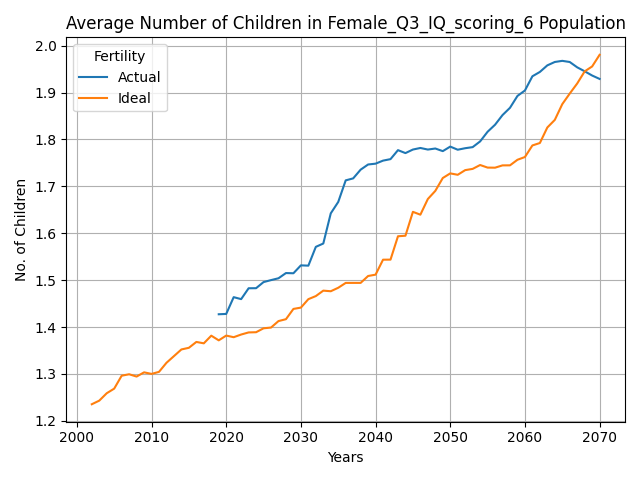 Average Number of Children in Female_Q3_IQ_scoring_6 Population
Fertility
Actual
Ideal
No. of Children
2.0
1.9
1.8
1.7
1.6
1.5
1.4
1.3
1.2
2000 2010 2020 2030 2040 2050 2060 2070
Years